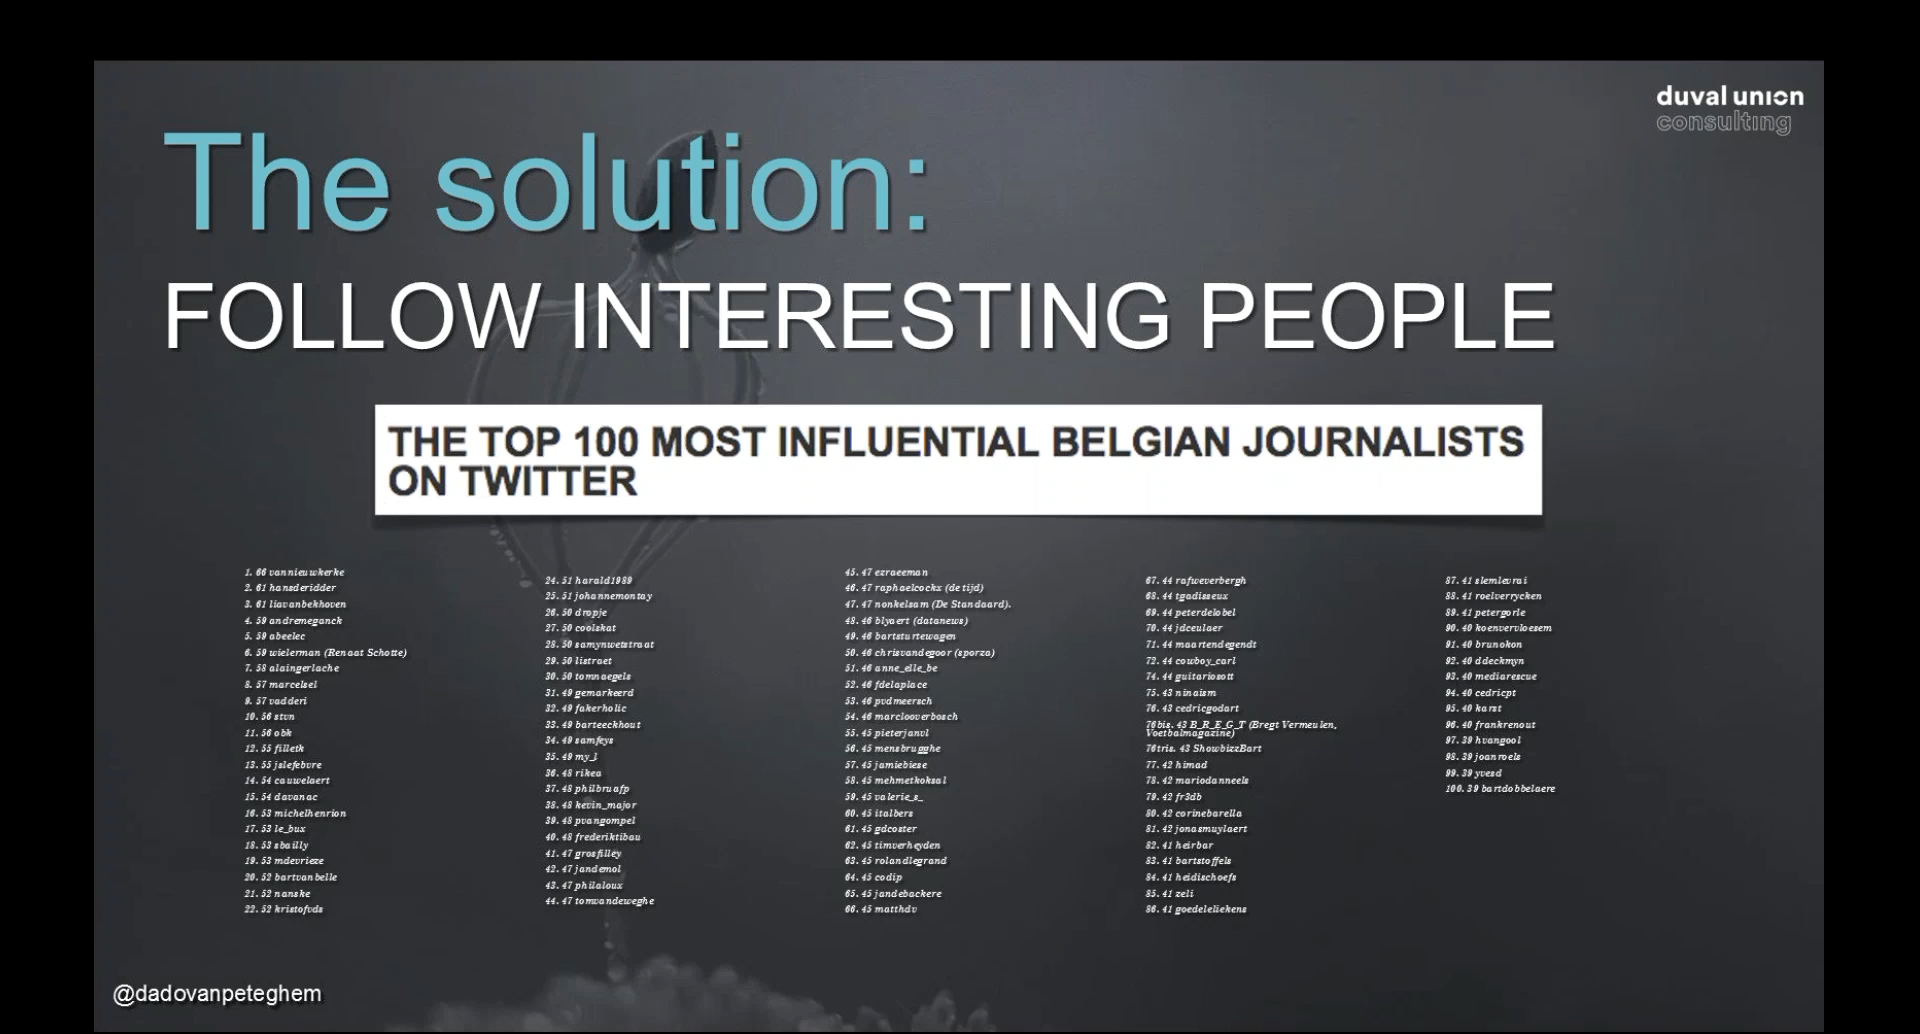 duval union
consulting
The solution:
FOLLOW INTERESTING PEOPLE
THE TOP 100 MOST INFLUENTIAL BELGIAN JOURNALISTS
ON TWITTER
1. 66 vannieuwkerke
2. 61 hansderidder
3. 61 liavanbekhoven
4. 59 andremeganck
5. 59 abeelec
6. 59 wielerman (Renaat Schotte)
7. 58 alaingerlache
8. 57 marcelsel
9. 57 vadderi
10. 56 stvn
11. 56 obk
12. 55 filletk
13. 55 jslefebvre
14. 54 cauwelaert
15. 54 davanac
16. 53 michelhenrion
17. 53 le_bux
18. 53 sbailly
19. 53 mdevrieze
20. 52 bartvanbelle
21. 52 nanske
22. 52 kristofvds
24. 51 harald1989
25. 51 johannemontay
26. 50 dropje
27. 50 coolskat
28. 50 samynwetstraat
29. 50 listraet
30. 50 tomnaegels
31. 49 gemarkeerd
32. 49 fakerholic
33. 49 barteeckhout
34. 49 samfeys
35. 49 my_l
36. 48 rikea
37. 48 philbruafp
38. 48 kevin_major
39. 48 pvangompel
40. 48 frederiktibau
41. 47 grosfilley
42. 47 jandemol
43. 47 philaloux
44. 47 tomvandeweghe
45. 47 ezraeeman
46. 47 raphaelcockx (de tijd)
47. 47 nonkelsam (De Standaard).
48. 46 blyaert (datanews)
49. 46 bartsturtewagen
50. 46 chrisvandegoor (sporza)
51. 46 anne_elle_be
52. 46 fdelaplace
53. 46 pvdmeersch
54. 46 marclooverbosch
55. 45 pieterjanvl
56. 45 mensbrugghe
57. 45 jamiebiese
58. 45 mehmetkoksal
59. 45 valerie_s_
60. 45 italbers
61. 45 gdcoster
62. 45 timverheyden
63. 45 rolandlegrand
64. 45 codip
65. 45 jandebackere
66. 45 matthdv
67. 44 rafweverbergh
68. 44 tgadisseux
69. 44 peterdelobel
70. 44 jdceulaer
71. 44 maartendegendt
72. 44 cowboy_carl
74. 44 guitariosott
75. 43 ninaism
76. 43 cedricgodart
76bis. 43 B_R_E_G_T (Bregt Vermeulen,
Voetbalmagazine)
76tris. 43 ShowbizzBart
77. 42 himad
78. 42 mariodanneels
79. 42 fr3db
80. 42 corinebarella
81. 42 jonasmuylaert
82. 41 heirbar
83. 41 bartstoffels
84. 41 heidischoefs
85. 41 zeli
86. 41 goedeleliekens
87. 41 slemlevrai
88. 41 roelverrycken
89. 41 petergorle
90. 40 koenvervloesem
91. 40 brunokon
92. 40 ddeckmyn
93. 40 mediarescue
94. 40 cedricpt
95. 40 karst
96. 40 frankrenout
97. 39 hvangool
98. 39 joanroels
99. 39 yvesd
100. 39 bartdobbelaere
@dadovanpeteghem